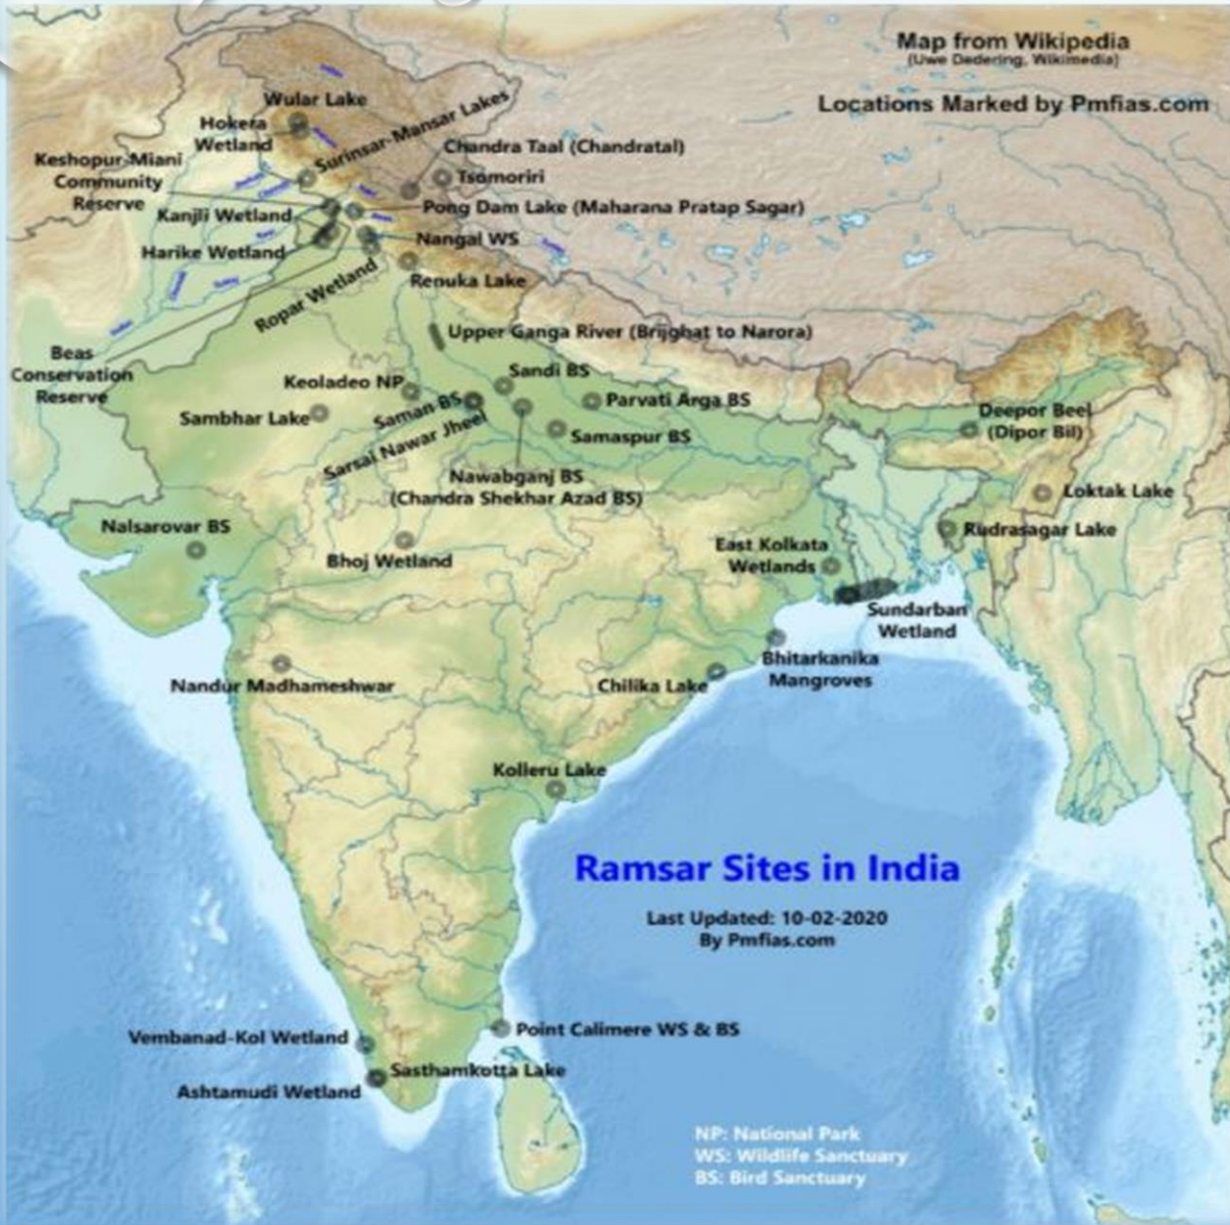 Map from Wikipedia
(Uwe Dedering, Wikimedia)
Locations Marked by Pmfias.com
Wular Lake
Hokera
Wetland
Surinsar-Mansar Lakes
Keshopur-Miani
Community
Reserve
Chandra Taal (Chandratal)
Tsomoriri
Kanjli Wetland
Pong Dam Lake (Maharana Pratap Sagar)
Harike Wetland
Nangal WS
Ropar Wetland
Renuka Lake
Upper Ganga River (Brijghat to Narora)
Beas
Conservation
Reserve
Keoladeo NP
Sandi BS
Sambhar Lake
Saman BS
Parvati Arga BS
Sarsai Nawar Jheel
Samaspur BS
Deepor Beel
(Dipor Bil)
Nawabganj BS
(Chandra Shekhar Azad BS)
Loktak Lake
Nalsarovar BS
Rudrasagar Lake
Bhoj Wetland
East Kolkata
Wetlands
Sundarban
Wetland
Bhitarkanika
Mangroves
Nandur Madhameshwar
Chilika Lake
Kolleru Lake
Ramsar Sites in India
Last Updated: 10-02-2020
By Pmfias.com
Vembanad-Kol Wetland
Point Calimere WS & BS
Sasthamkotta Lake
Ashtamudi Wetland
NP: National Park
WS: Wildlife Sanctuary
BS: Bird Sanctuary